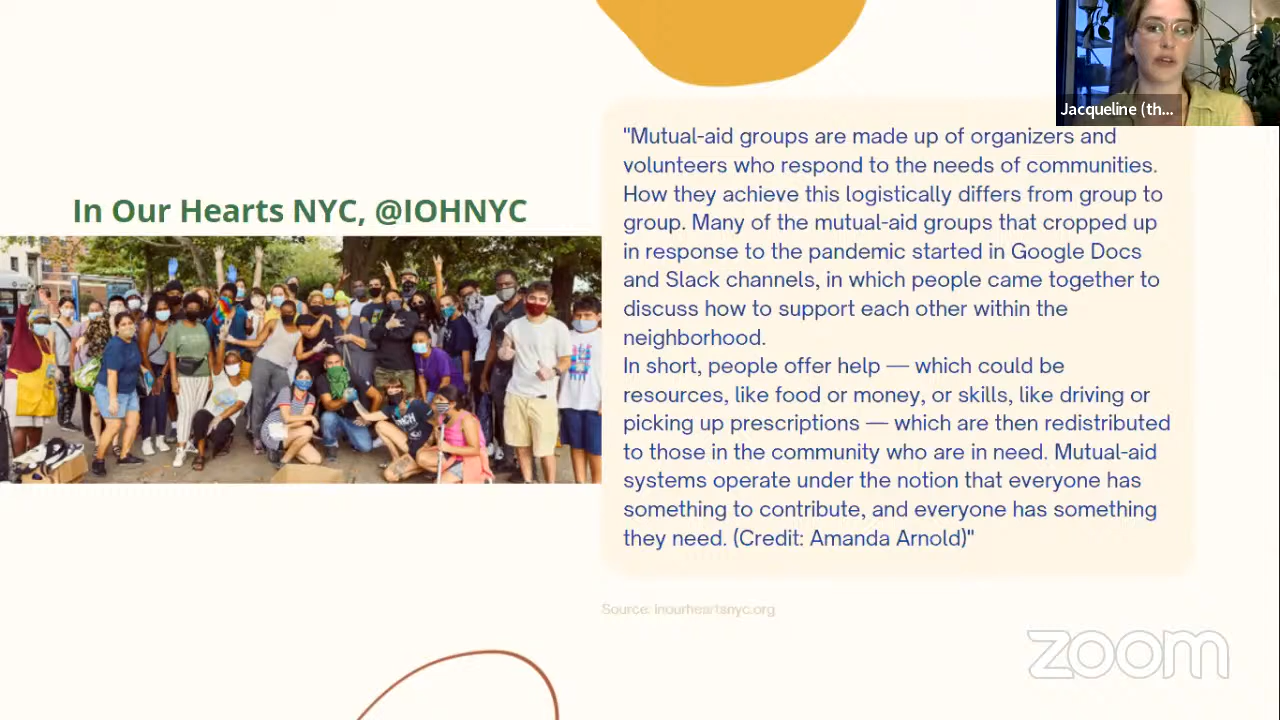 Jacqueline (th...
In Our Hearts NYC, @IOHNYC
"Mutual-aid groups are made up of organizers and
volunteers who respond to the needs of communities.
How they achieve this logistically differs from group to
group. Many of the mutual-aid groups that cropped up
in response to the pandemic started in Google Docs
and Slack channels, in which people came together to
discuss how to support each other within the
neighborhood.
In short, people offer help — which could be
resources, like food or money, or skills, like driving or
picking up prescriptions — which are then redistributed
to those in the community who are in need. Mutual-aid
systems operate under the notion that everyone has
something to contribute, and everyone has something
they need. (Credit: Amanda Arnold)"
Source: inourheartsnyc.org
zoom